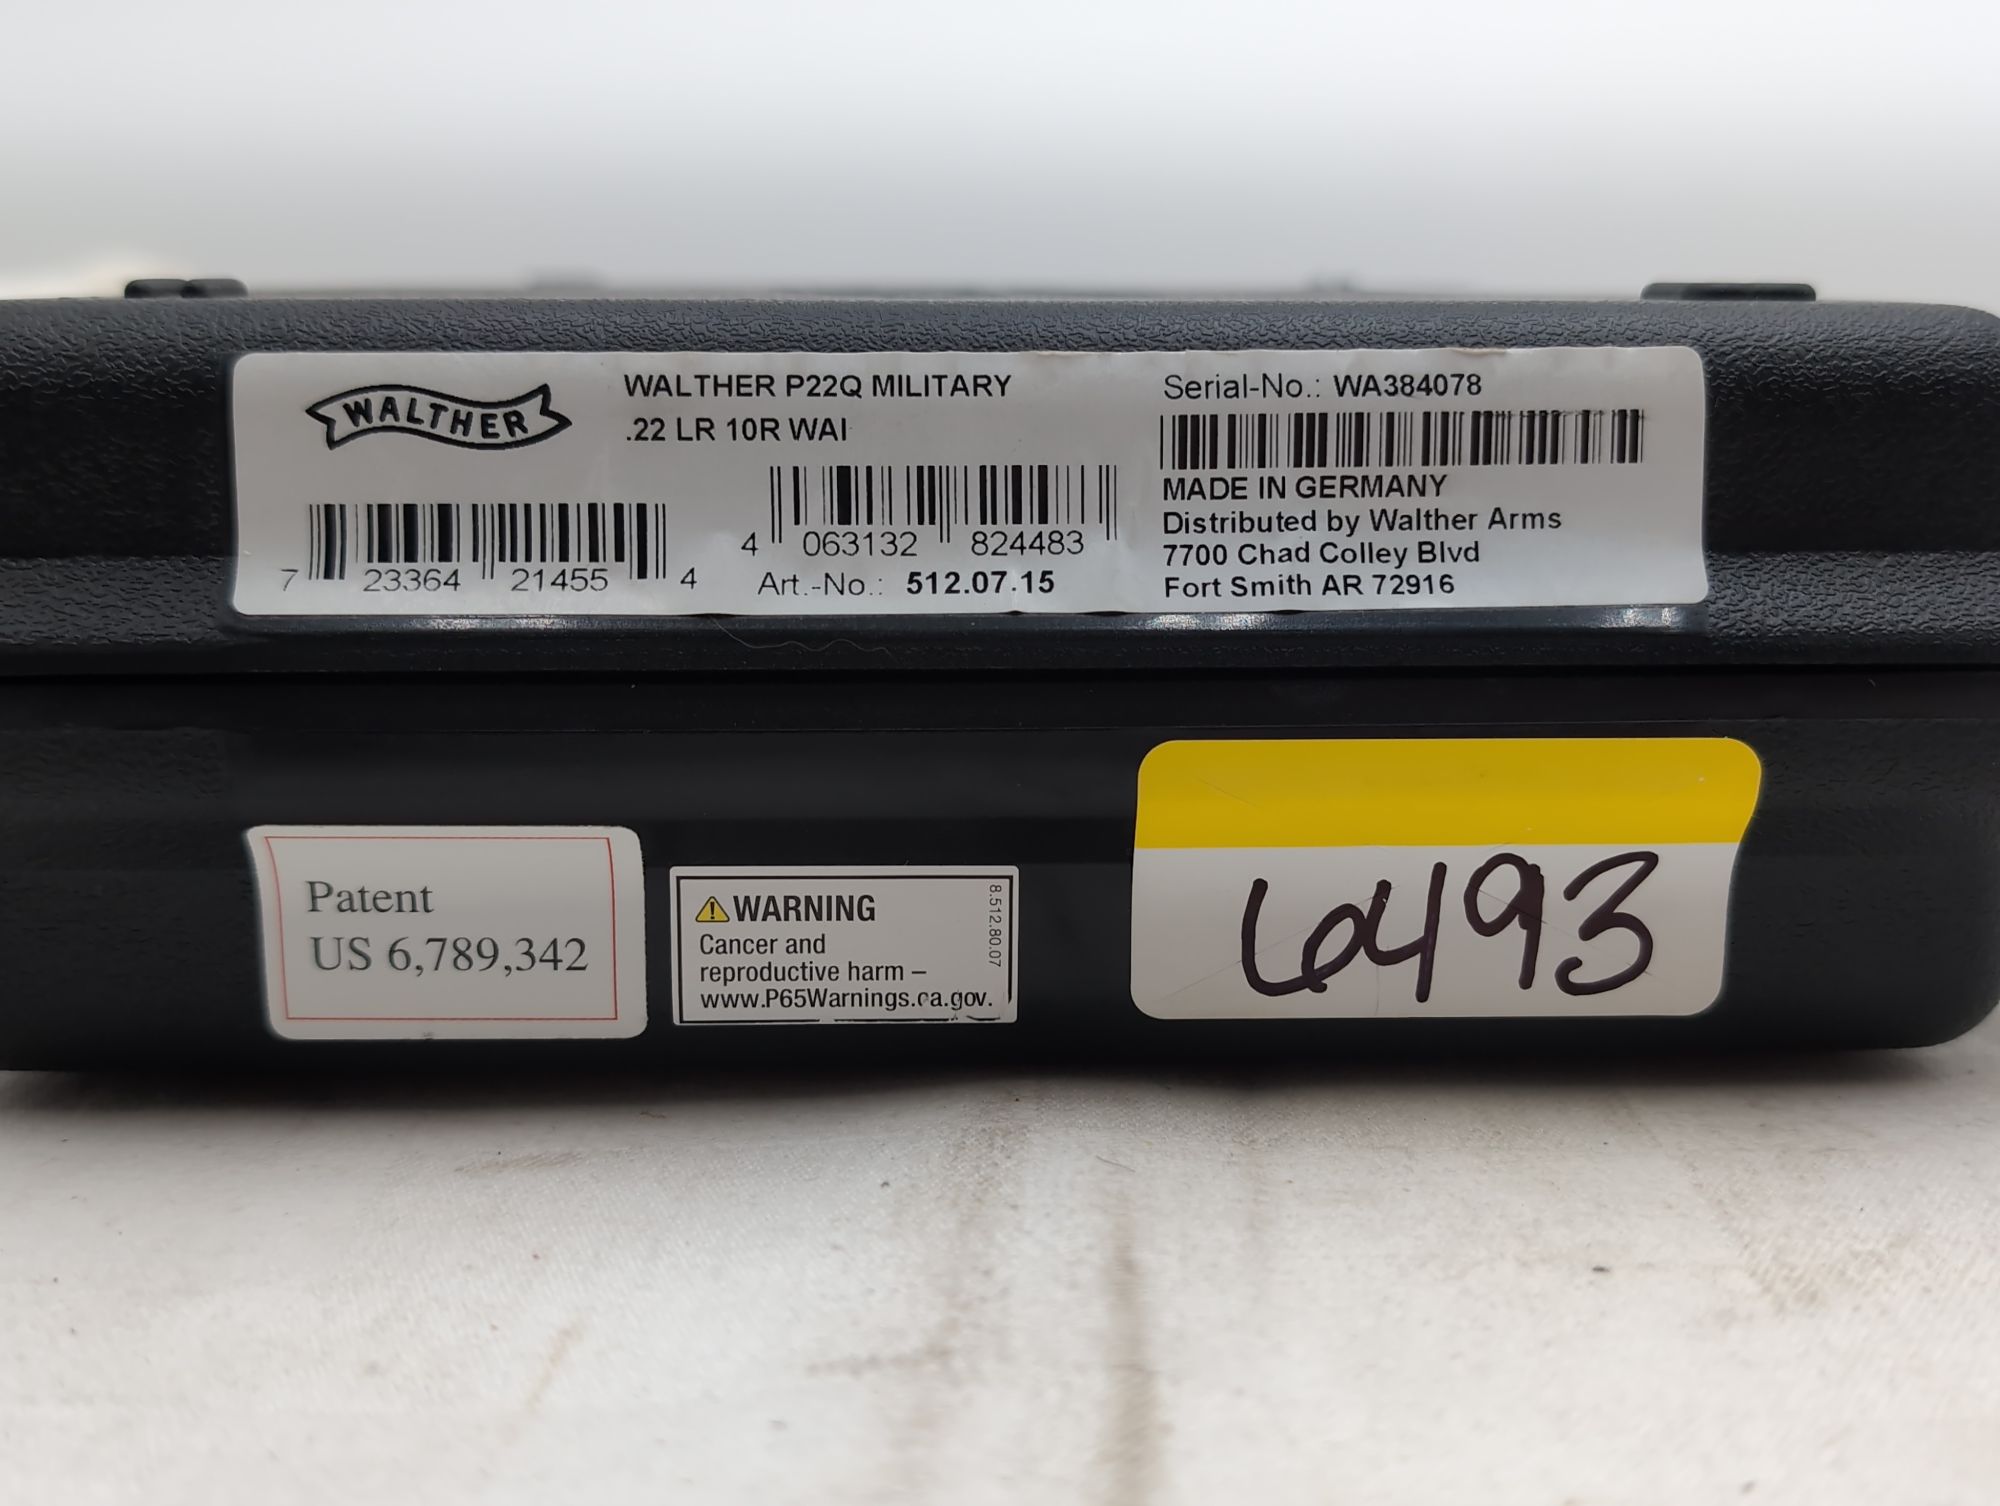 WALTHER
WALTHER P22Q MILITARY
.22 LR 10R WAI
7 23364 21455 4
4 063132 824483
Art.-No.: 512.07.15
Serial-No.: WA384078
MADE IN GERMANY
Distributed by Walther Arms
7700 Chad Colley Blvd
Fort Smith AR 72916
Patent
US 6,789,342
WARNING
Cancer and
reproductive harm –
www.P65Warnings.ca.gov.
8.512.80.07
6493